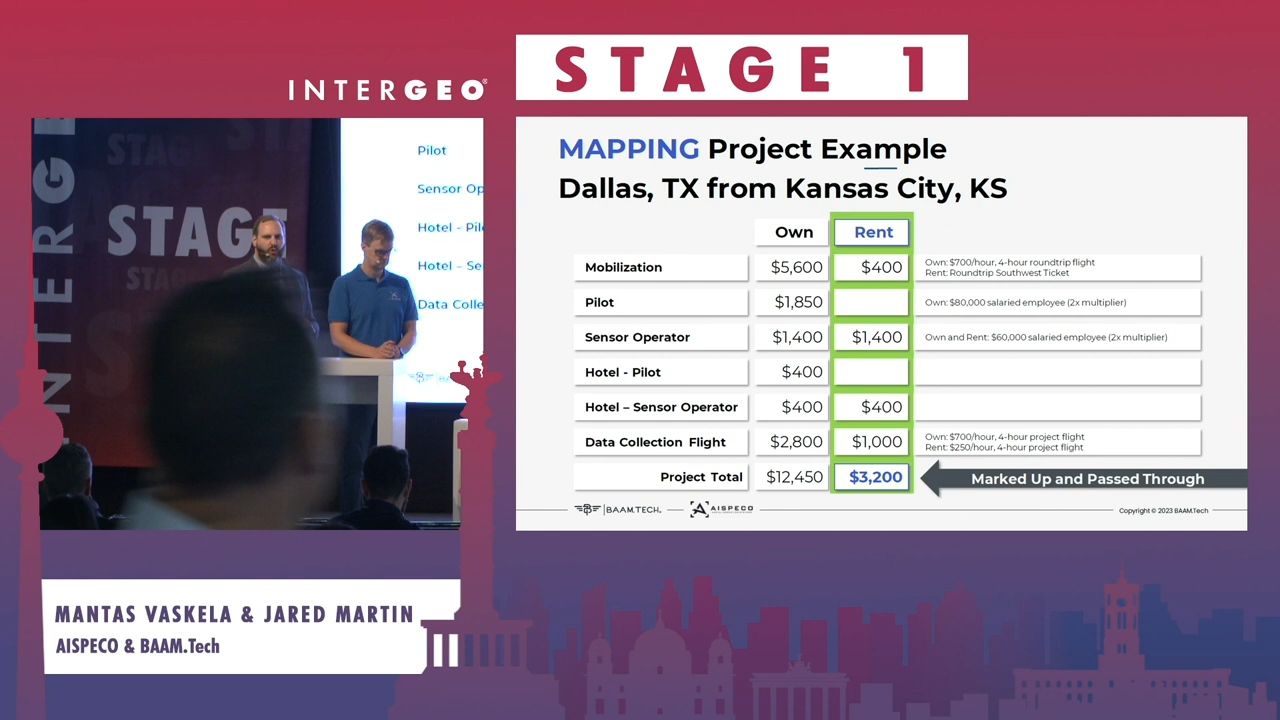 STAGE 1
INTERGEO®
INTERGE
STAGE
STAG
STAG
Pilot
Sensor Op
Hotel - Pil
Hotel – Se
Data Colle
MAPPING Project Example
Dallas, TX from Kansas City, KS
Own Rent
Mobilization $5,600 $400 Own: $700/hour, 4-hour roundtrip flight
Rent: Roundtrip Southwest Ticket
Pilot $1,850 Own: $80,000 salaried employee (2x multiplier)
Sensor Operator $1,400 $1,400 Own and Rent: $60,000 salaried employee (2x multiplier)
Hotel - Pilot $400
Hotel – Sensor Operator $400 $400
Data Collection Flight $2,800 $1,000 Own: $700/hour, 4-hour project flight
Rent: $250/hour, 4-hour project flight
Project Total $12,450 $3,200 Marked Up and Passed Through
BAAM.TECH AISPECO Copyright © 2023 BAAM.Tech
MANTAS VASKELA & JARED MARTIN
AISPECO & BAAM.Tech